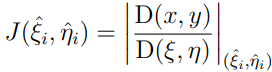 $J(\hat{\xi}_i, \hat{\eta}_i) = \left| \frac{\mathrm{D}(x, y)}{\mathrm{D}(\xi, \eta)} \right|_{(\hat{\xi}_i, \hat{\eta}_i)}$